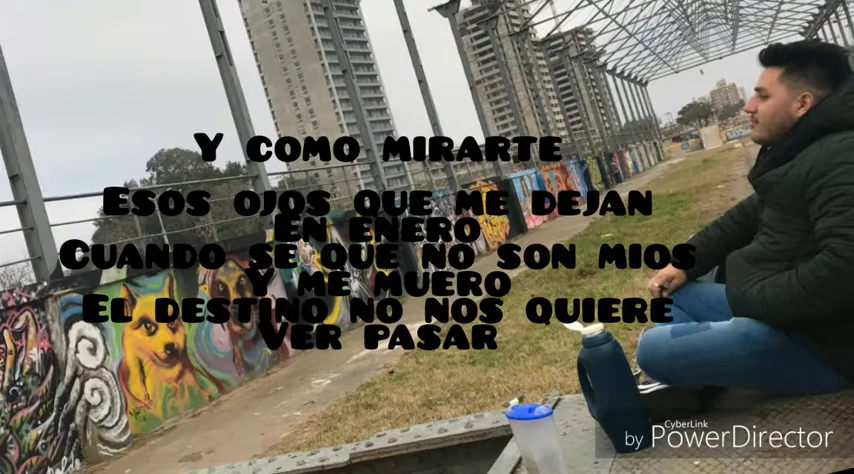 Y como mirarte
Esos ojos que me dejan
En enero
Cuando se que no son mios
Y me muero
El destino no nos quiere
Ver pasar
CyberLink
by PowerDirector